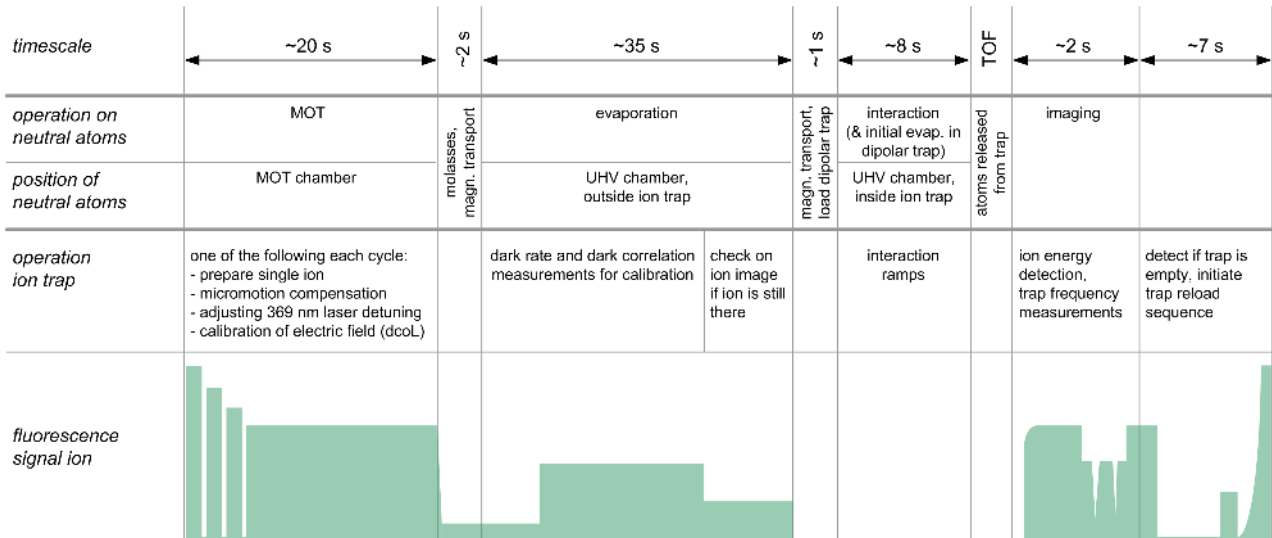 timescale
~20 s
~2 s
~35 s
~1 s
~8 s
TOF
~2 s
~7 s
operation on
neutral atoms
MOT
molasses,
magn. transport
evaporation
magn. transport,
load dipolar trap
interaction
(& initial evap. in
dipolar trap)
atoms released
from trap
imaging
position of
neutral atoms
MOT chamber
UHV chamber,
outside ion trap
UHV chamber,
inside ion trap
operation
ion trap
one of the following each cycle:
- prepare single ion
- micromotion compensation
- adjusting 369 nm laser detuning
- calibration of electric field (dcoL)
dark rate and dark correlation
measurements for calibration
check on
ion image
if ion is still
there
interaction
ramps
ion energy
detection,
trap frequency
measurements
detect if trap is
empty, initiate
trap reload
sequence
fluorescence
signal ion